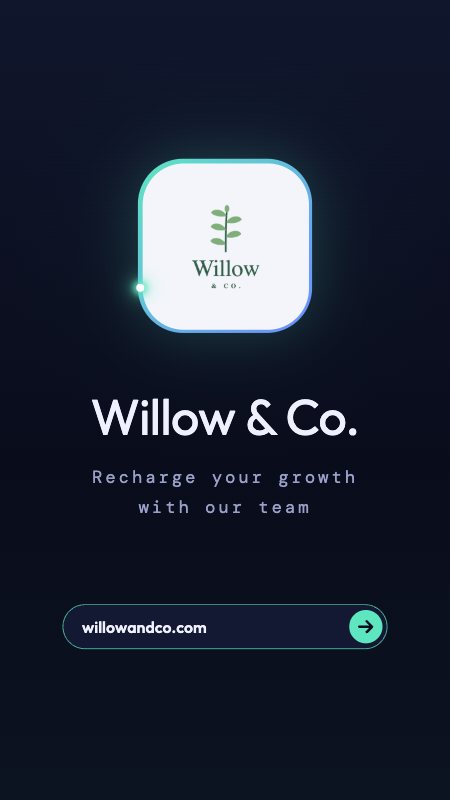 Willow
& CO.
Willow & Co.
Recharge your growth
with our team
willowandco.com